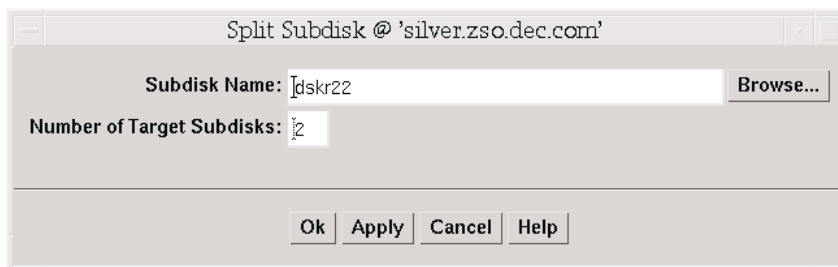 Split Subdisk @ 'silver.zso.dec.com'
Subdisk Name: dskr22 Browse...
Number of Target Subdisks: 2
Ok Apply Cancel Help